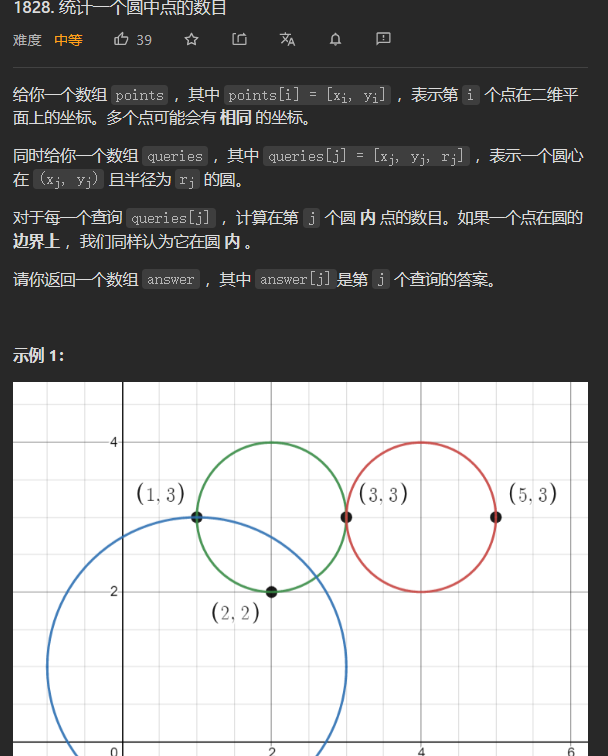 1828. 统计一个圆中点的数目
难度 中等 39
给你一个数组 points ，其中 points[i] = [xi, yi] ，表示第 i 个点在二维平
面上的坐标。多个点可能会有 相同 的坐标。
同时给你一个数组 queries ，其中 queries[j] = [xj, yj, rj] ，表示一个圆心
在 (xj, yj) 且半径为 rj 的圆。
对于每一个查询 queries[j] ，计算在第 j 个圆 内 点的数目。如果一个点在圆的
边界上 ，我们同样认为它在圆 内 。
请你返回一个数组 answer ，其中 answer[j] 是第 j 个查询的答案。
示例 1：
4
(1, 3) (3, 3) (5, 3)
2
(2, 2)
0 2 4 6